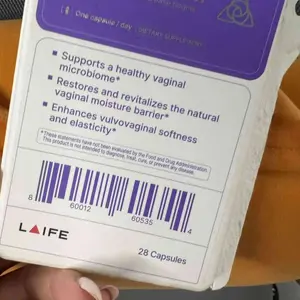 One capsule / day
DIETARY SUPPLEMENT
Supports a healthy vaginal
microbiome*
Restores and revitalizes the natural
vaginal moisture barrier*
Enhances vulvovaginal softness
and elasticity*
*These statements have not been evaluated by the Food and Drug Administration.
This product is not intended to diagnose, treat, cure, or prevent any disease.
8 60012 60535 4
LAIFE
28 Capsules